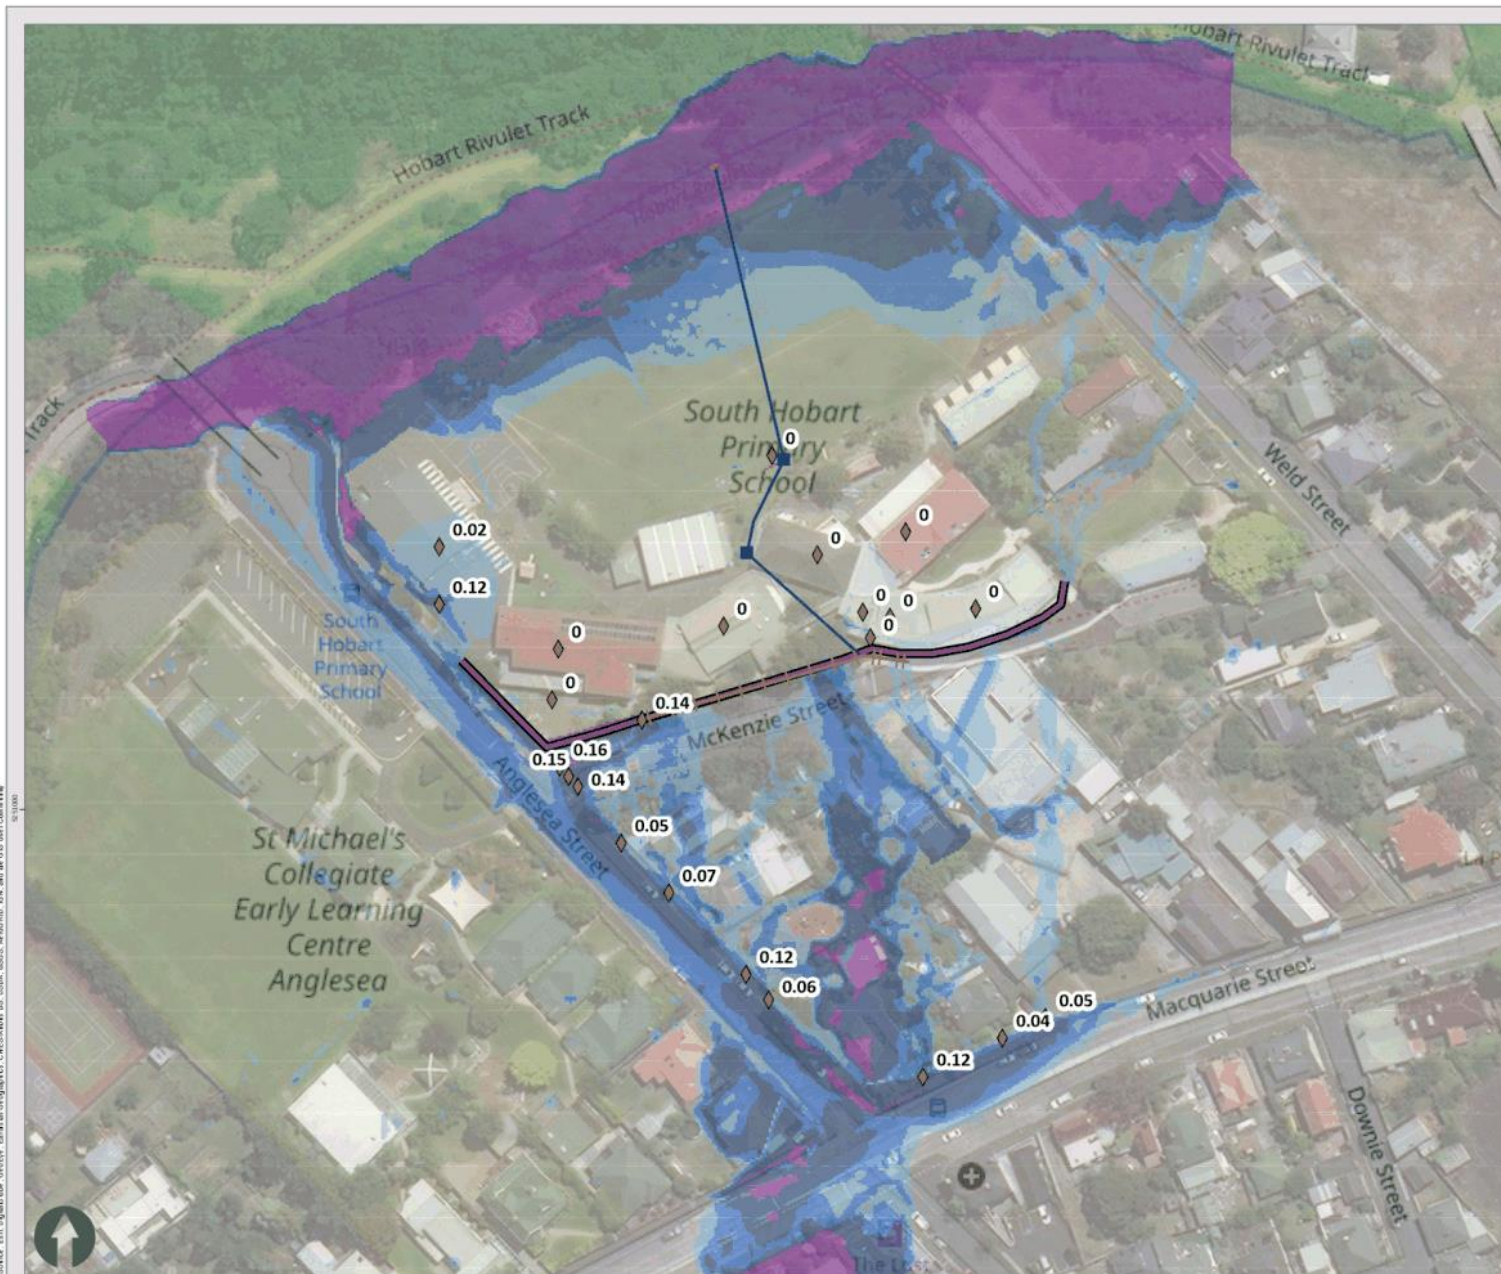 Hobart Rivulet Track
Hobart Rivulet Track
Track
South Hobart
Primary
School
0
0.02
0
0
0.12
0
0
0
0
0
0
0
South
Hobart
Primary
School
0.14
McKenzie Street
Weld Street
0.16
0.15
0.14
Anglesea Street
0.05
St Michael's
Collegiate
Early Learning
Centre
Anglesea
0.07
0.12
0.06
Macquarie Street
0.05
0.04
0.12
Downie Street
The Lost